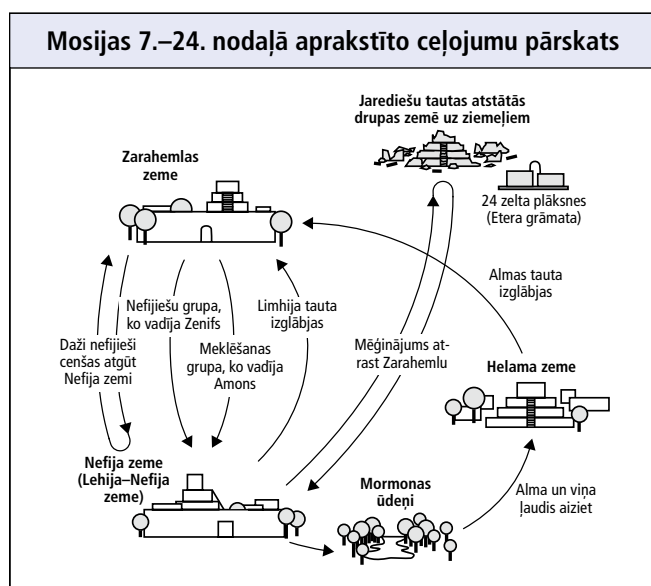 Mosijas 7.–24. nodaļā aprakstīto ceļojumu pārskats
Jarediešu tautas atstātās
drupas zemē uz ziemeļiem
Zarahemlas
zeme
24 zelta plāksnes
(Etera grāmata)
Almas tauta
izglābjas
Nefijiešu grupa,
ko vadīja Zenifs
Limhija tauta
izglābjas
Daži nefijieši
cenšas atgūt
Nefija zemi
Meklēšanas
grupa, ko vadīja
Amons
Mēģinājums at-
rast Zarahemlu
Helama zeme
Nefija zeme
(Lehija–Nefija
zeme)
Mormonas
ūdeņi
Alma un viņa
ļaudis aiziet